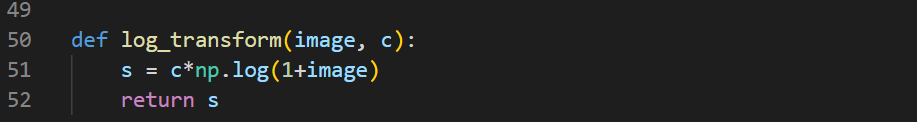 49
50 def log_transform(image, c):
51     s = c*np.log(1+image)
52     return s